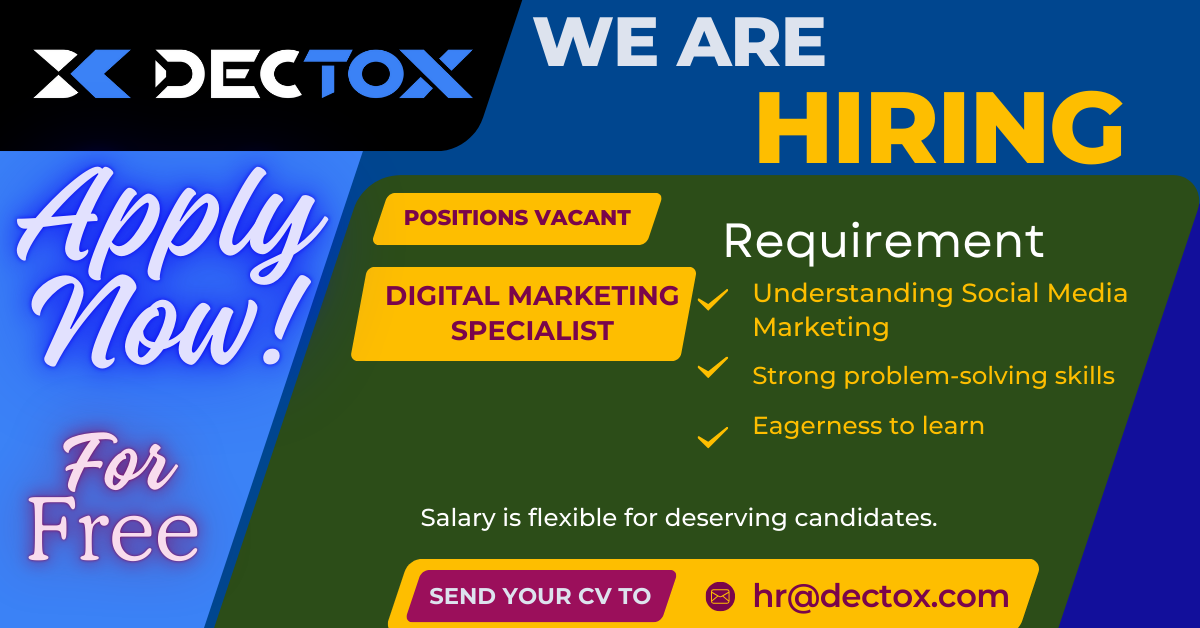 DECTOX
WE ARE
HIRING
Apply
Now!
For
Free
POSITIONS VACANT
DIGITAL MARKETING
SPECIALIST
Requirement
Understanding Social Media
Marketing
Strong problem-solving skills
Eagerness to learn
Salary is flexible for deserving candidates.
SEND YOUR CV TO
hr@dectox.com